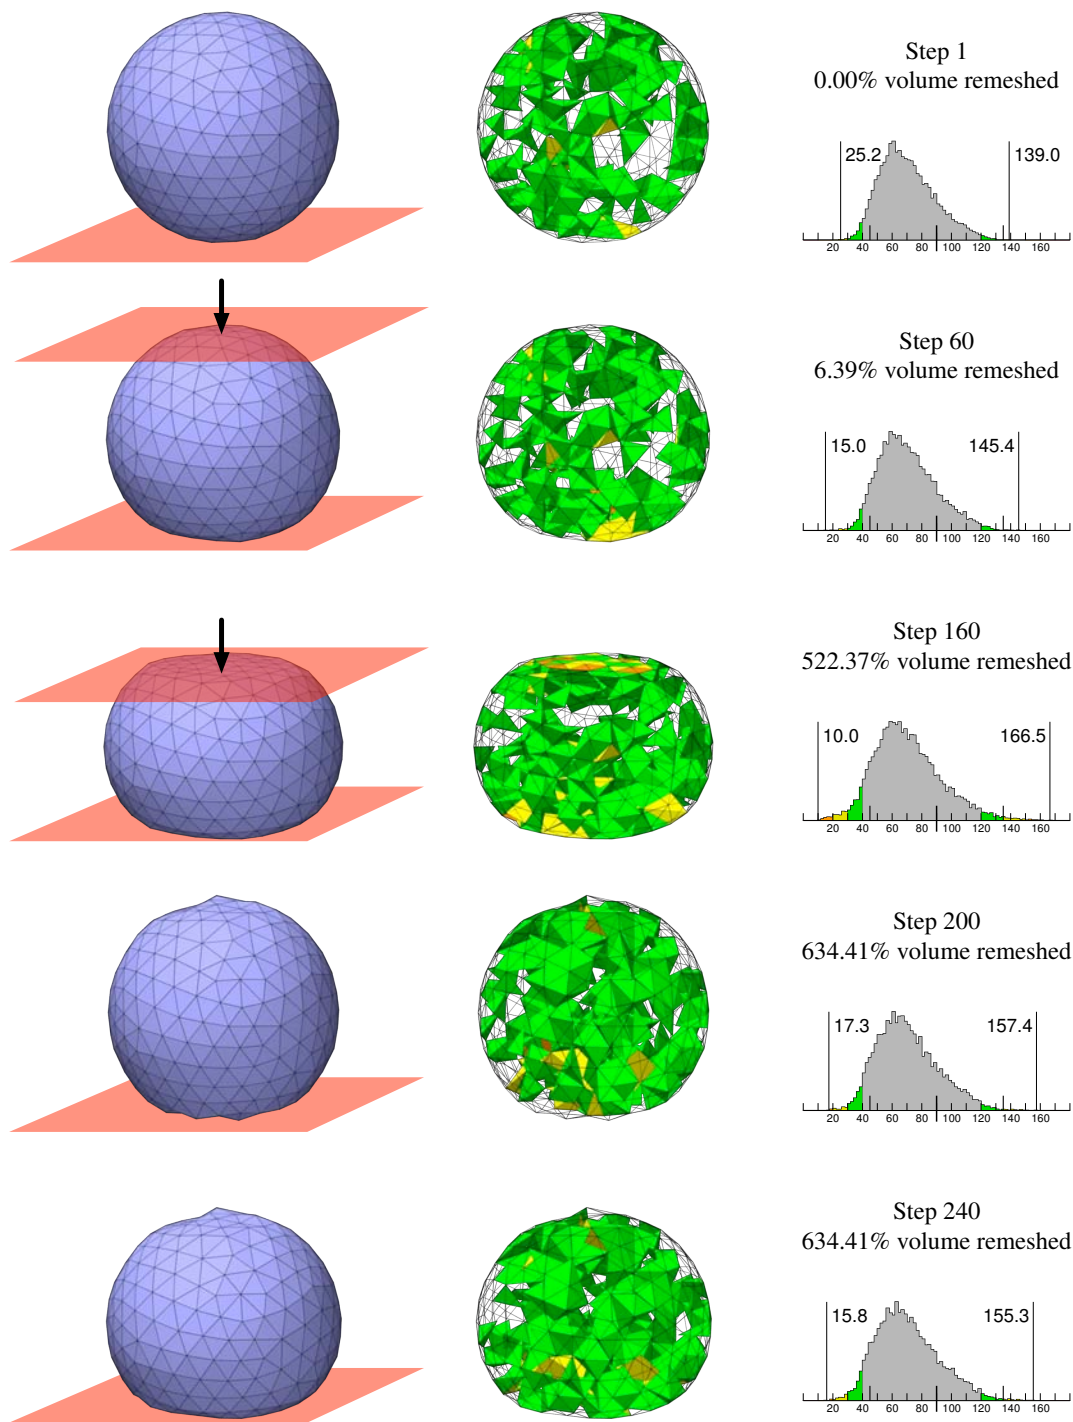 Step 1
0.00% volume remeshed
25.2 139.0
20 40 60 80 100 120 140 160
Step 60
6.39% volume remeshed
15.0 145.4
20 40 60 80 100 120 140 160
Step 160
522.37% volume remeshed
10.0 166.5
20 40 60 80 100 120 140 160
Step 200
634.41% volume remeshed
17.3 157.4
20 40 60 80 100 120 140 160
Step 240
634.41% volume remeshed
15.8 155.3
20 40 60 80 100 120 140 160